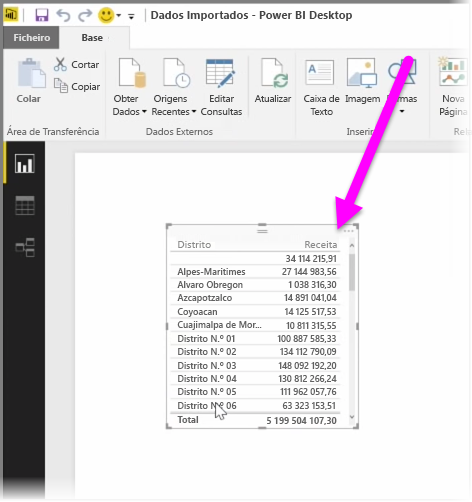 Dados Importados - Power BI Desktop
Ficheiro Base
Colar Cortar Copiar
Obter Dados Origens Recentes Editar Consultas
Atualizar
Caixa de Texto Imagem Nova Página
Área de Transferência Dados Externos
Distrito Receita
34 114 215,91
Alpes-Maritimes 27 144 983,56
Alvaro Obregon 1 038 316,30
Azcapotzalco 14 891 041,04
Coyoacan 14 125 517,53
Cuajimalpa de Mor... 10 811 315,55
Distrito N.º 01 100 887 585,33
Distrito N.º 02 134 112 790,09
Distrito N.º 03 148 092 192,20
Distrito N.º 04 130 812 266,24
Distrito N.º 05 111 962 057,76
Distrito N.º 06 63 323 153,51
Total 5 199 504 107,30